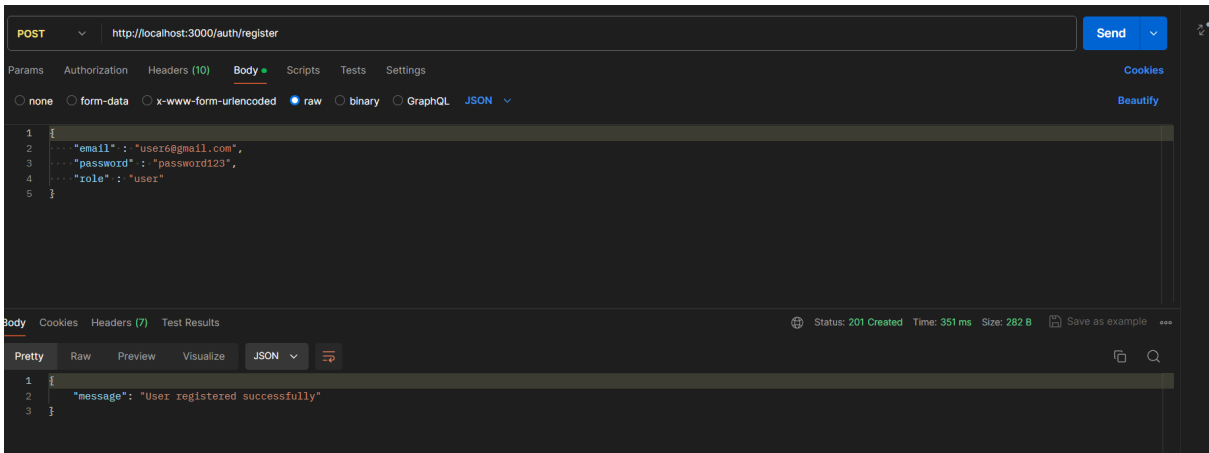 POST http://localhost:3000/auth/register Send
Params Authorization Headers (10) Body Scripts Tests Settings Cookies
none form-data x-www-form-urlencoded raw binary GraphQL JSON Beautify
1 {
2 ····"email"·:·"user6@gmail.com",
3 ····"password"·:·"password123",
4 ····"role"·:·"user"
5 }
Body Cookies Headers (7) Test Results Status: 201 Created Time: 351 ms Size: 282 B Save as example
Pretty Raw Preview Visualize JSON
1 {
2 "message": "User registered successfully"
3 }